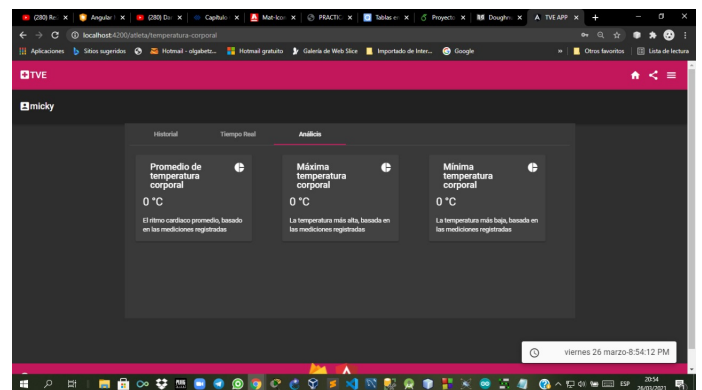 (280) Re
Angular
(280) Da
Capítulo
Mat-Icon
PRACTIC
Tablas e
Proyecto
Doughn
TVE APP
localhost:4200/atleta/temperatura-corporal
Aplicaciones
Sitios sugeridos
Hotmail - olgabetz...
Hotmail gratuito
Galería de Web Slice
Importado de Inter...
Google
»
Otros favoritos
Lista de lectura
TVE
micky
Historial
Tiempo Real
Análisis
Promedio de
temperatura
corporal
0 °C
El ritmo cardiaco promedio, basado
en las mediciones registradas
Máxima
temperatura
corporal
0 °C
La temperatura más alta, basada en
las mediciones registradas
Mínima
temperatura
corporal
0 °C
La temperatura más baja, basada en
las mediciones registradas
viernes 26 marzo-8:54:12 PM
ESP
20:54
26/03/2021